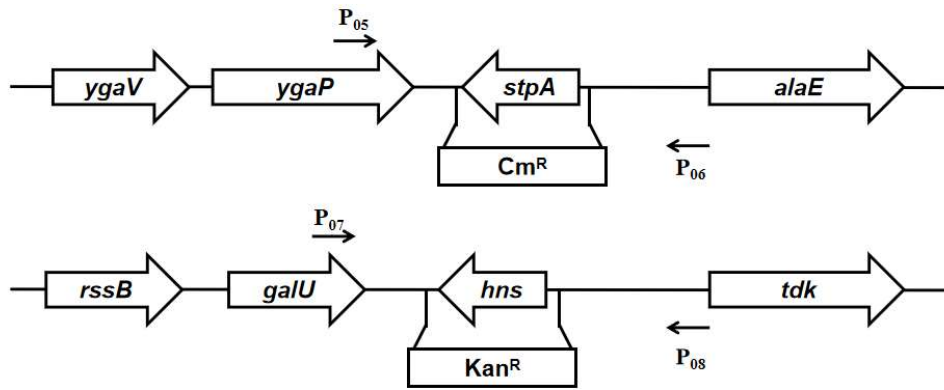 P₀₅
ygaV ygaP stpA alaE
Cmᴿ
P₀₆
P₀₇
rssB galU hns tdk
Kanᴿ
P₀₈